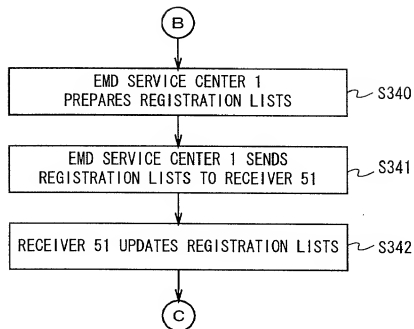 B
EMD SERVICE CENTER 1
PREPARES REGISTRATION LISTS
S340
EMD SERVICE CENTER 1 SENDS
REGISTRATION LISTS TO RECEIVER 51
S341
RECEIVER 51 UPDATES REGISTRATION LISTS
S342
C